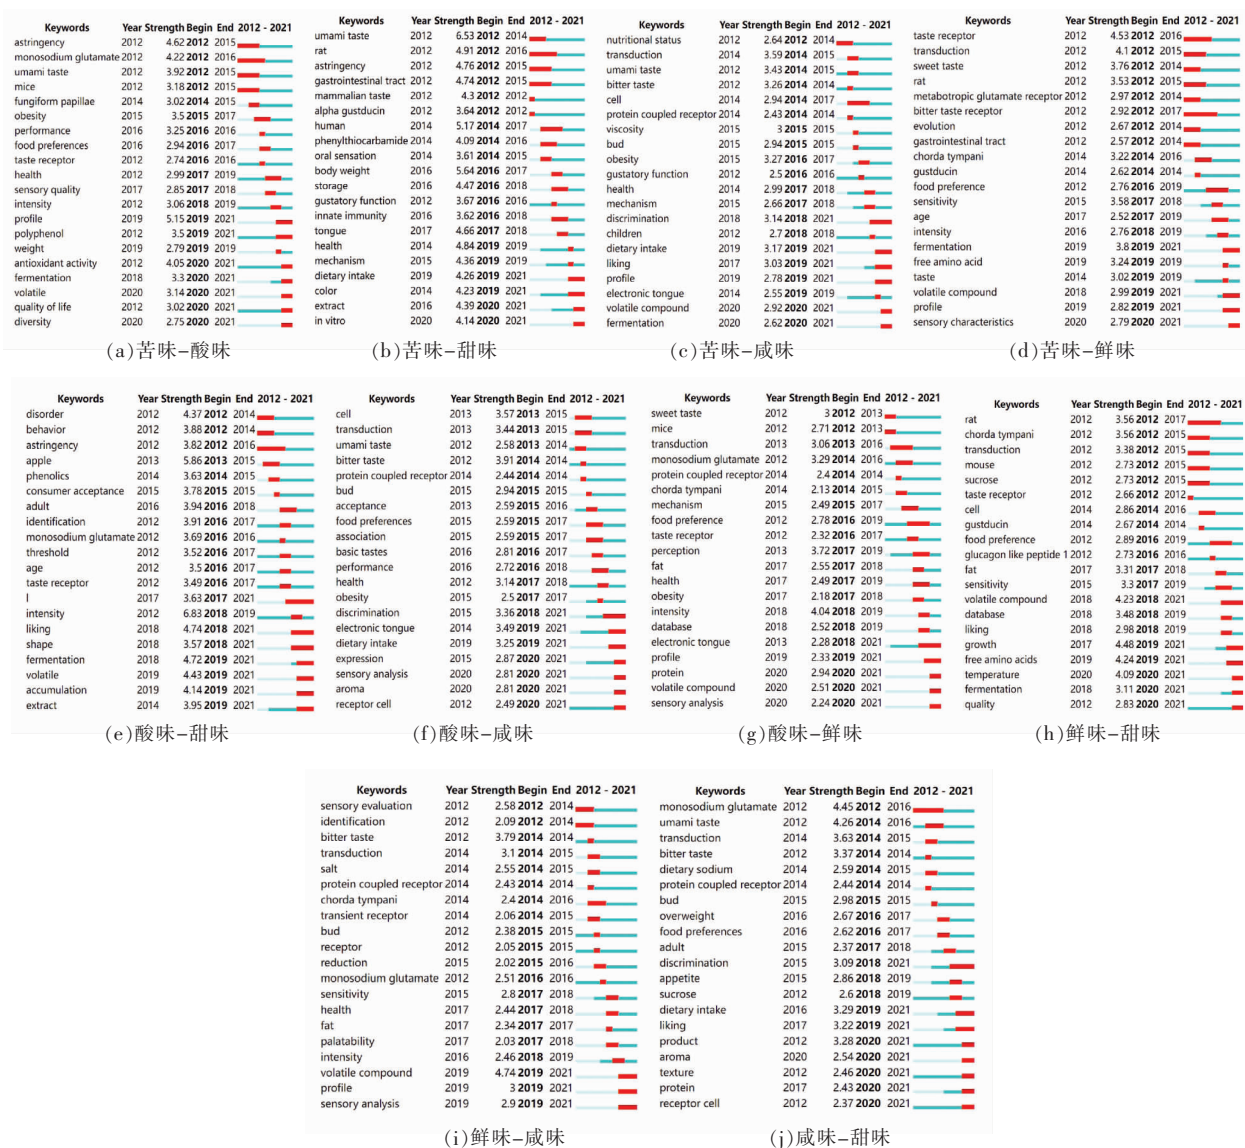 Keywords Year Strength Begin End 2012 - 2021
astringency 2012 4.62 2012 2015
monosodium glutamate 2012 4.22 2012 2016
umami taste 2012 3.92 2012 2015
mice 2012 3.18 2012 2015
fungiform papillae 2014 3.02 2014 2015
obesity 2015 3.5 2015 2017
performance 2016 3.25 2016 2016
food preferences 2016 2.94 2016 2017
taste receptor 2012 2.74 2016 2016
health 2012 2.99 2017 2019
sensory quality 2017 2.85 2017 2018
intensity 2012 3.06 2018 2019
profile 2019 5.15 2019 2021
polyphenol 2012 3.5 2019 2021
weight 2019 2.79 2019 2019
antioxidant activity 2012 4.05 2020 2021
fermentation 2018 3.3 2020 2021
volatile 2020 3.14 2020 2021
quality of life 2012 3.02 2020 2021
diversity 2020 2.75 2020 2021
(a)苦味–酸味
Keywords Year Strength Begin End 2012 - 2021
umami taste 2012 6.53 2012 2014
rat 2012 4.91 2012 2016
astringency 2012 4.76 2012 2015
gastrointestinal tract 2012 4.74 2012 2015
mammalian taste 2012 4.3 2012 2012
alpha gustducin 2012 3.64 2012 2012
human 2014 5.17 2014 2017
phenylthiocarbamide 2014 4.09 2014 2016
oral sensation 2014 3.61 2014 2015
body weight 2016 5.64 2016 2017
storage 2016 4.47 2016 2018
gustatory function 2012 3.67 2016 2016
innate immunity 2016 3.62 2016 2018
tongue 2017 4.66 2017 2018
health 2014 4.84 2019 2019
mechanism 2015 4.36 2019 2019
dietary intake 2019 4.26 2019 2021
color 2014 4.23 2019 2021
extract 2016 4.39 2020 2021
in vitro 2020 4.14 2020 2021
(b)苦味–甜味
Keywords Year Strength Begin End 2012 - 2021
nutritional status 2012 2.64 2012 2014
transduction 2014 3.59 2014 2015
umami taste 2012 3.43 2014 2015
bitter taste 2012 3.26 2014 2014
cell 2014 2.94 2014 2017
protein coupled receptor 2014 2.43 2014 2014
viscosity 2015 3 2015 2015
bud 2015 2.94 2015 2015
obesity 2015 3.27 2016 2017
gustatory function 2012 2.5 2016 2016
health 2014 2.99 2017 2018
mechanism 2015 2.66 2017 2018
discrimination 2018 3.14 2018 2021
children 2012 2.7 2018 2018
dietary intake 2019 3.17 2019 2021
liking 2017 3.03 2019 2021
profile 2019 2.78 2019 2021
electronic tongue 2014 2.55 2019 2019
volatile compound 2020 2.92 2020 2021
fermentation 2020 2.62 2020 2021
(c)苦味–咸味
Keywords Year Strength Begin End 2012 - 2021
taste receptor 2012 4.53 2012 2016
transduction 2012 4.1 2012 2015
sweet taste 2012 3.76 2012 2014
rat 2012 3.53 2012 2015
metabotropic glutamate receptor 2012 2.97 2012 2014
bitter taste receptor 2012 2.92 2012 2017
evolution 2012 2.67 2012 2014
gastrointestinal tract 2012 2.57 2012 2014
chorda tympani 2014 3.22 2014 2016
gustducin 2014 2.62 2014 2014
food preference 2012 2.76 2016 2019
sensitivity 2015 3.58 2017 2018
age 2017 2.52 2017 2019
intensity 2016 2.76 2018 2019
fermentation 2019 3.8 2019 2021
free amino acid 2019 3.24 2019 2019
taste 2014 3.02 2019 2019
volatile compound 2018 2.99 2019 2021
profile 2019 2.82 2019 2021
sensory characteristics 2020 2.79 2020 2021
(d)苦味–鲜味
Keywords Year Strength Begin End 2012 - 2021
disorder 2012 4.37 2012 2014
behavior 2012 3.88 2012 2014
astringency 2012 3.82 2012 2016
apple 2013 5.86 2013 2015
phenolics 2014 3.63 2014 2015
consumer acceptance 2015 3.78 2015 2015
adult 2016 3.94 2016 2018
identification 2012 3.91 2016 2017
monosodium glutamate 2012 3.69 2016 2016
threshold 2012 3.52 2016 2017
age 2012 3.5 2016 2017
taste receptor 2012 3.49 2016 2017
l 2017 3.63 2017 2021
intensity 2012 6.83 2018 2019
liking 2018 4.74 2018 2021
shape 2018 3.57 2018 2021
fermentation 2018 4.72 2019 2021
volatile 2019 4.43 2019 2021
accumulation 2019 4.14 2019 2021
extract 2014 3.95 2019 2021
(e)酸味–甜味
Keywords Year Strength Begin End 2012 - 2021
cell 2013 3.57 2013 2015
transduction 2013 3.44 2013 2015
umami taste 2012 2.58 2013 2014
bitter taste 2012 3.91 2014 2014
protein coupled receptor 2014 2.44 2014 2014
bud 2015 2.94 2015 2015
acceptance 2013 2.59 2015 2016
food preferences 2015 2.59 2015 2017
association 2015 2.59 2015 2017
basic tastes 2016 2.81 2016 2017
performance 2016 2.72 2016 2018
health 2012 3.14 2017 2018
obesity 2015 2.5 2017 2017
discrimination 2015 3.36 2018 2021
electronic tongue 2014 3.49 2019 2021
dietary intake 2019 3.25 2019 2021
expression 2015 2.87 2020 2021
sensory analysis 2020 2.81 2020 2021
aroma 2020 2.81 2020 2021
receptor cell 2012 2.49 2020 2021
(f)酸味–咸味
Keywords Year Strength Begin End 2012 - 2021
sweet taste 2012 3 2012 2013
mice 2012 2.71 2012 2013
transduction 2013 3.06 2013 2016
monosodium glutamate 2012 3.29 2014 2016
protein coupled receptor 2014 2.4 2014 2014
chorda tympani 2014 2.13 2014 2015
mechanism 2015 2.49 2015 2017
food preference 2012 2.78 2016 2019
taste receptor 2012 2.32 2016 2017
perception 2013 3.72 2017 2019
fat 2017 2.55 2017 2018
health 2017 2.49 2017 2019
obesity 2017 2.18 2017 2018
intensity 2018 4.04 2018 2019
database 2018 2.52 2018 2019
electronic tongue 2013 2.28 2018 2021
profile 2019 2.33 2019 2021
protein 2020 2.94 2020 2021
volatile compound 2020 2.51 2020 2021
sensory analysis 2020 2.24 2020 2021
(g)酸味–鲜味
Keywords Year Strength Begin End 2012 - 2021
rat 2012 3.56 2012 2017
chorda tympani 2012 3.56 2012 2015
transduction 2012 3.38 2012 2015
mouse 2012 2.73 2012 2015
sucrose 2012 2.73 2012 2015
taste receptor 2012 2.66 2012 2012
cell 2014 2.86 2014 2016
gustducin 2014 2.67 2014 2014
food preference 2012 2.89 2016 2019
glucagon like peptide 1 2012 2.73 2016 2016
fat 2017 3.31 2017 2018
sensitivity 2015 3.3 2017 2019
volatile compound 2018 4.23 2018 2021
database 2018 3.48 2018 2019
liking 2018 2.98 2018 2019
growth 2017 4.48 2019 2021
free amino acids 2019 4.24 2019 2021
temperature 2020 4.09 2020 2021
fermentation 2018 3.11 2020 2021
quality 2012 2.83 2020 2021
(h)鲜味–甜味
Keywords Year Strength Begin End 2012 - 2021
sensory evaluation 2012 2.58 2012 2014
identification 2012 2.09 2012 2014
bitter taste 2012 3.79 2014 2014
transduction 2014 3.1 2014 2015
salt 2014 2.55 2014 2015
protein coupled receptor 2014 2.43 2014 2014
chorda tympani 2014 2.4 2014 2016
transient receptor 2014 2.06 2014 2015
bud 2012 2.38 2015 2015
receptor 2012 2.05 2015 2015
reduction 2015 2.02 2015 2016
monosodium glutamate 2012 2.51 2016 2016
sensitivity 2015 2.8 2017 2018
health 2017 2.44 2017 2018
fat 2017 2.34 2017 2017
palatability 2017 2.03 2017 2018
intensity 2016 2.46 2018 2019
volatile compound 2019 4.74 2019 2021
profile 2019 3 2019 2021
sensory analysis 2019 2.9 2019 2021
(i)鲜味–咸味
Keywords Year Strength Begin End 2012 - 2021
monosodium glutamate 2012 4.45 2012 2016
umami taste 2012 4.26 2014 2016
transduction 2014 3.63 2014 2015
bitter taste 2012 3.37 2014 2014
dietary sodium 2014 2.59 2014 2015
protein coupled receptor 2014 2.44 2014 2014
bud 2015 2.98 2015 2015
overweight 2016 2.67 2016 2017
food preferences 2016 2.62 2016 2017
adult 2015 2.37 2017 2018
discrimination 2015 3.09 2018 2021
appetite 2015 2.86 2018 2019
sucrose 2012 2.6 2018 2019
dietary intake 2016 3.29 2019 2021
liking 2017 3.22 2019 2021
product 2012 3.28 2020 2021
aroma 2020 2.54 2020 2021
texture 2012 2.46 2020 2021
protein 2017 2.43 2020 2021
receptor cell 2012 2.37 2020 2021
(j)咸味–甜味